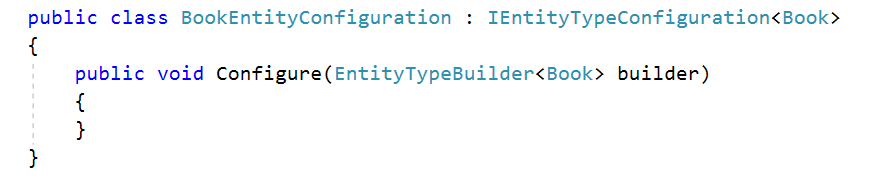 public class BookEntityConfiguration : IEntityTypeConfiguration<Book>
{
    public void Configure(EntityTypeBuilder<Book> builder)
    {
    }
}